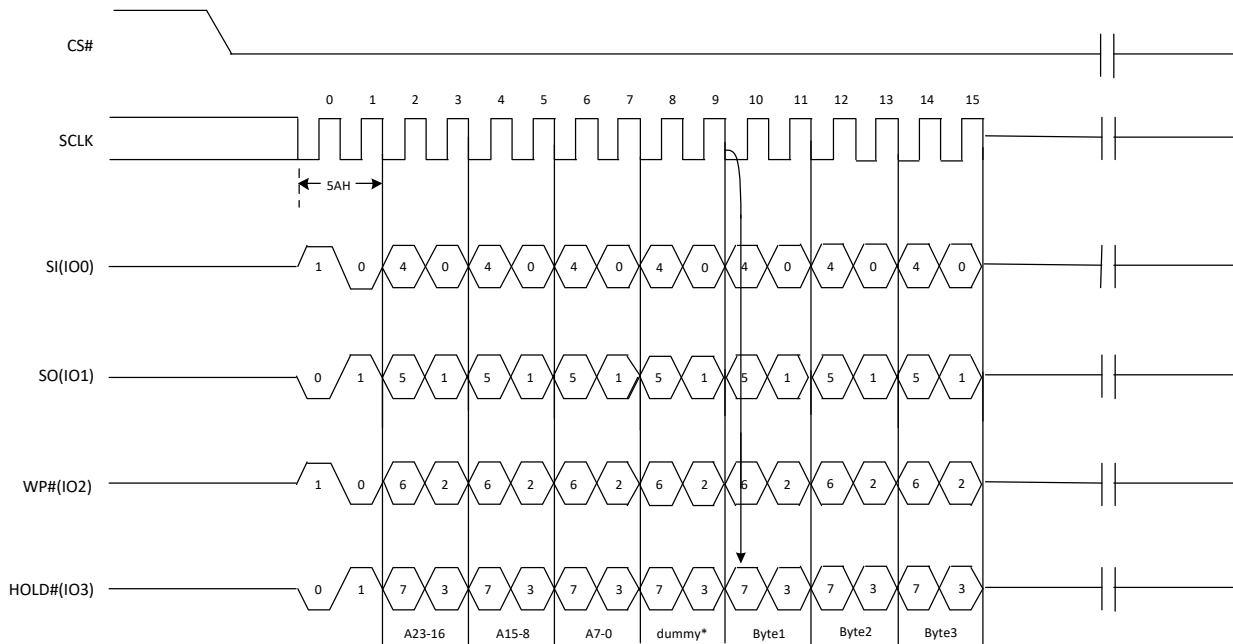 CS#
0 1 2 3 4 5 6 7 8 9 10 11 12 13 14 15
SCLK
5AH
SI(IO0) 1 0 4 0 4 0 4 0 4 0 4 0 4 0 4 0
SO(IO1) 0 1 5 1 5 1 5 1 5 1 5 1 5 1 5 1
WP#(IO2) 1 0 6 2 6 2 6 2 6 2 6 2 6 2 6 2
HOLD#(IO3) 0 1 7 3 7 3 7 3 7 3 7 3 7 3 7 3
A23-16 A15-8 A7-0 dummy* Byte1 Byte2 Byte3